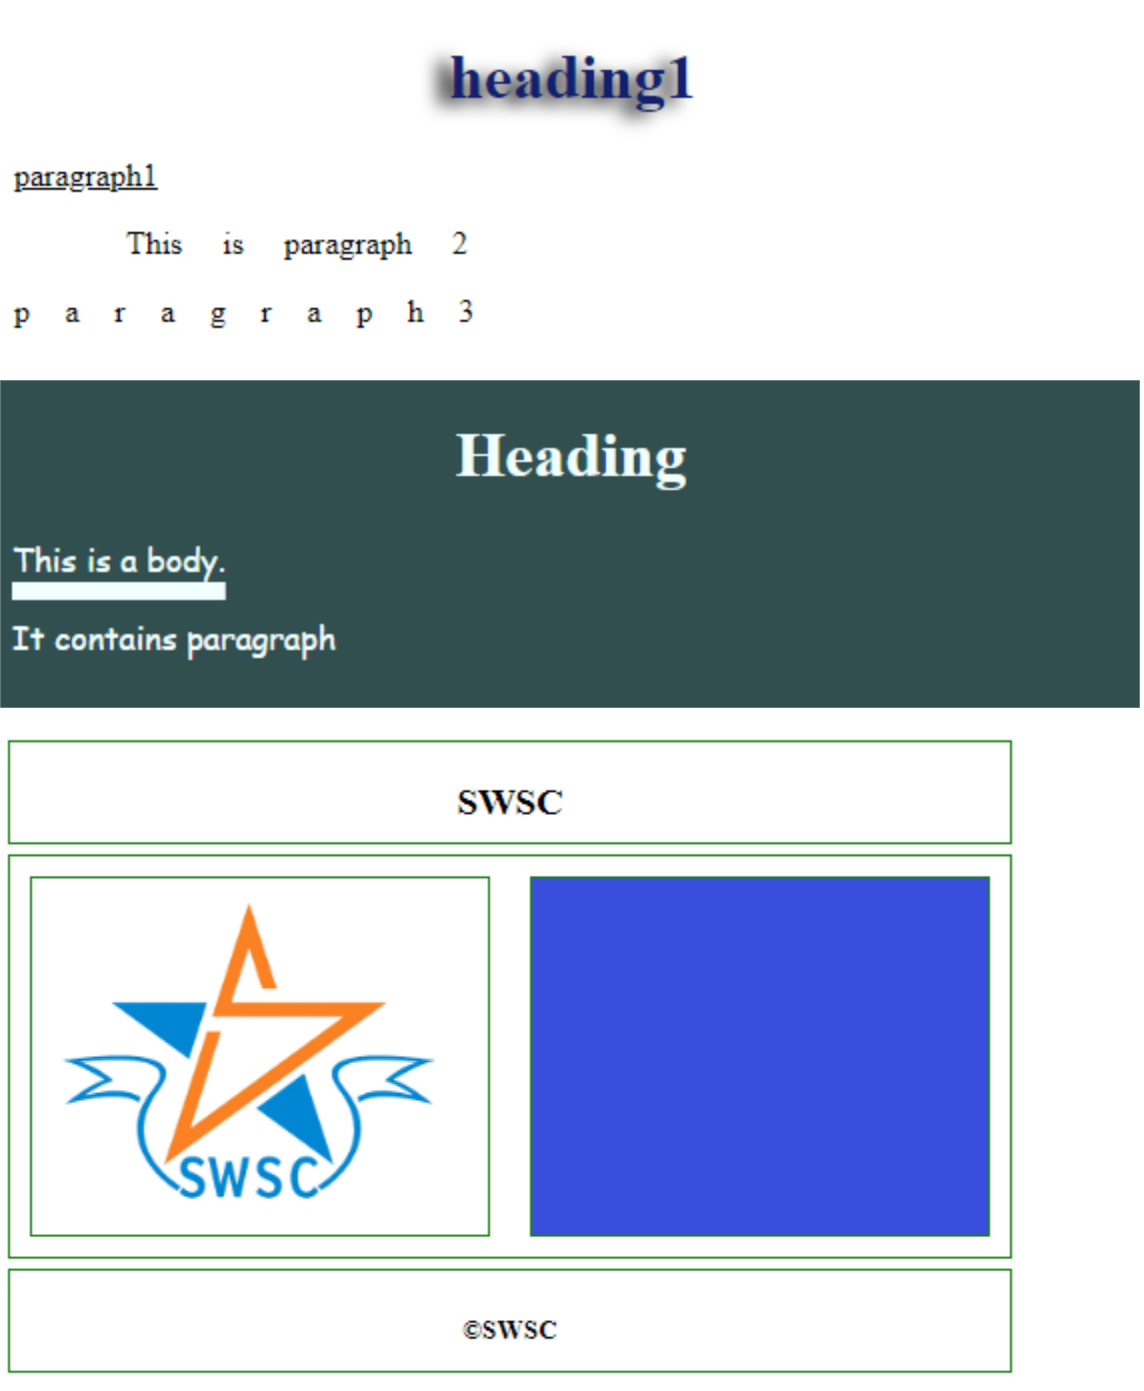 heading1
paragraph1
This is paragraph 2
p a r a g r a p h 3
Heading
This is a body.
It contains paragraph
SWSC
SWSC
©SWSC